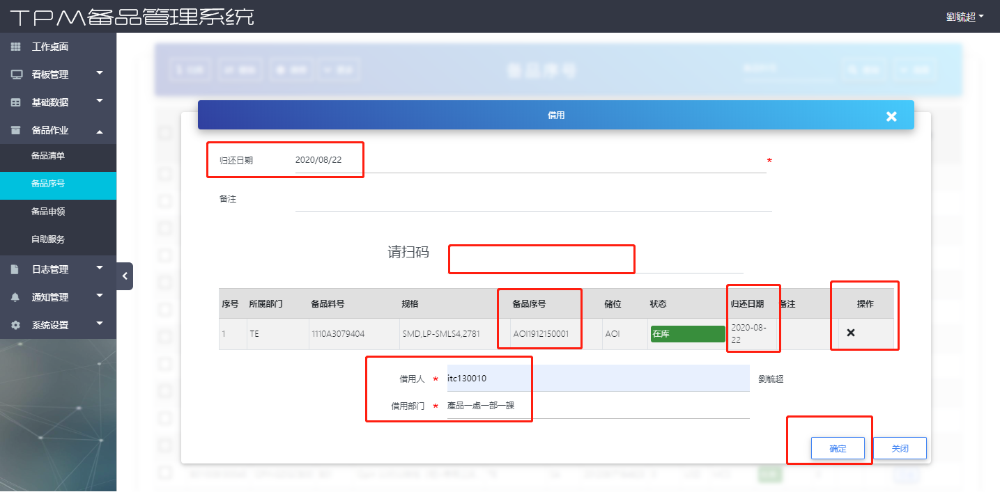 TPM备品管理系统
劉毓超
工作桌面
看板管理
基础数据
备品作业
备品清单
备品序号
备品申领
自助服务
日志管理
通知管理
系统设置
备品序号
借用
归还日期 2020/08/22 *
备注
请扫码
序号 所属部门 备品料号 规格 备品序号 储位 状态 归还日期 备注 操作
1 TE 1110A3079404 SMD,LP-SMLS4,2781 AOI1912150001 AOI 在库 2020-08-
22
借用人 * itc130010 劉毓超
借用部门 * 產品一處一部一課
确定 关闭